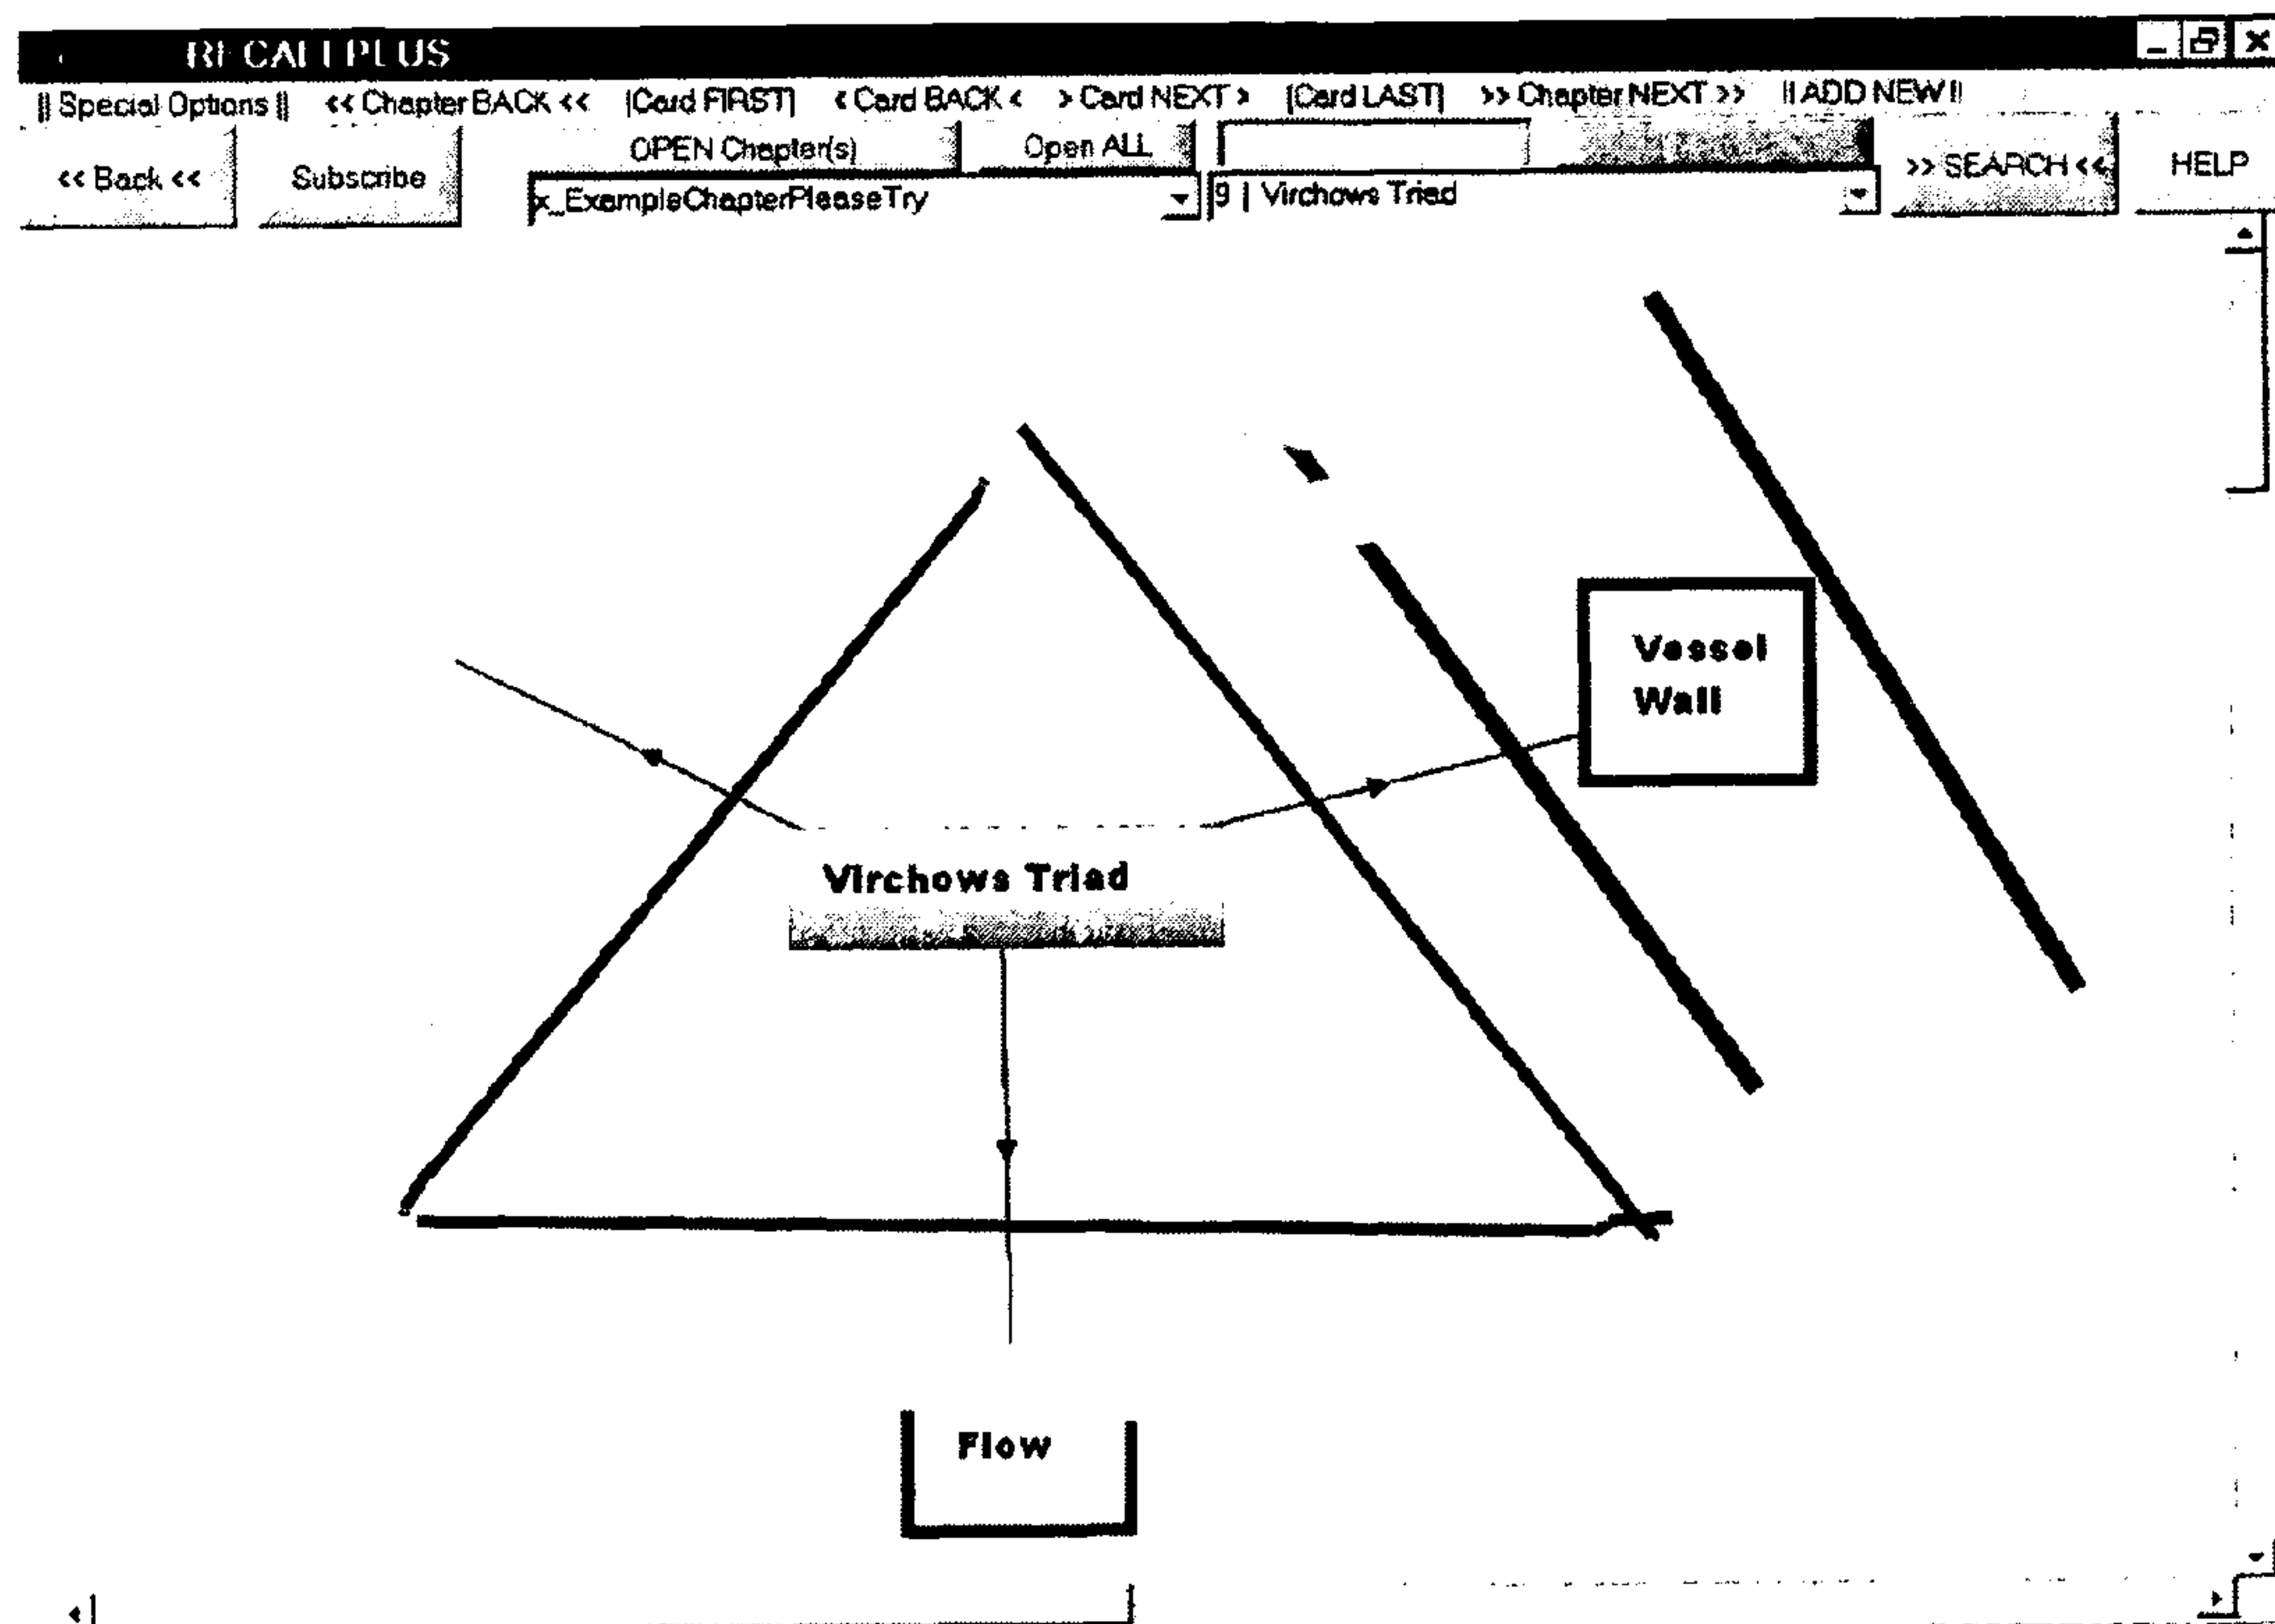 RECALLPLUS
|| Special Options || << Chapter BACK << |Card FIRST| < Card BACK < > Card NEXT > |Card LAST| >> Chapter NEXT >> !! ADD NEW !!
<< Back << Subscribe OPEN Chapter(s) Open ALL >> SEARCH << HELP
x_ExampleChapterPleaseTry 9 | Virchows Triad
Vessel
Wall
Virchows Triad
Flow